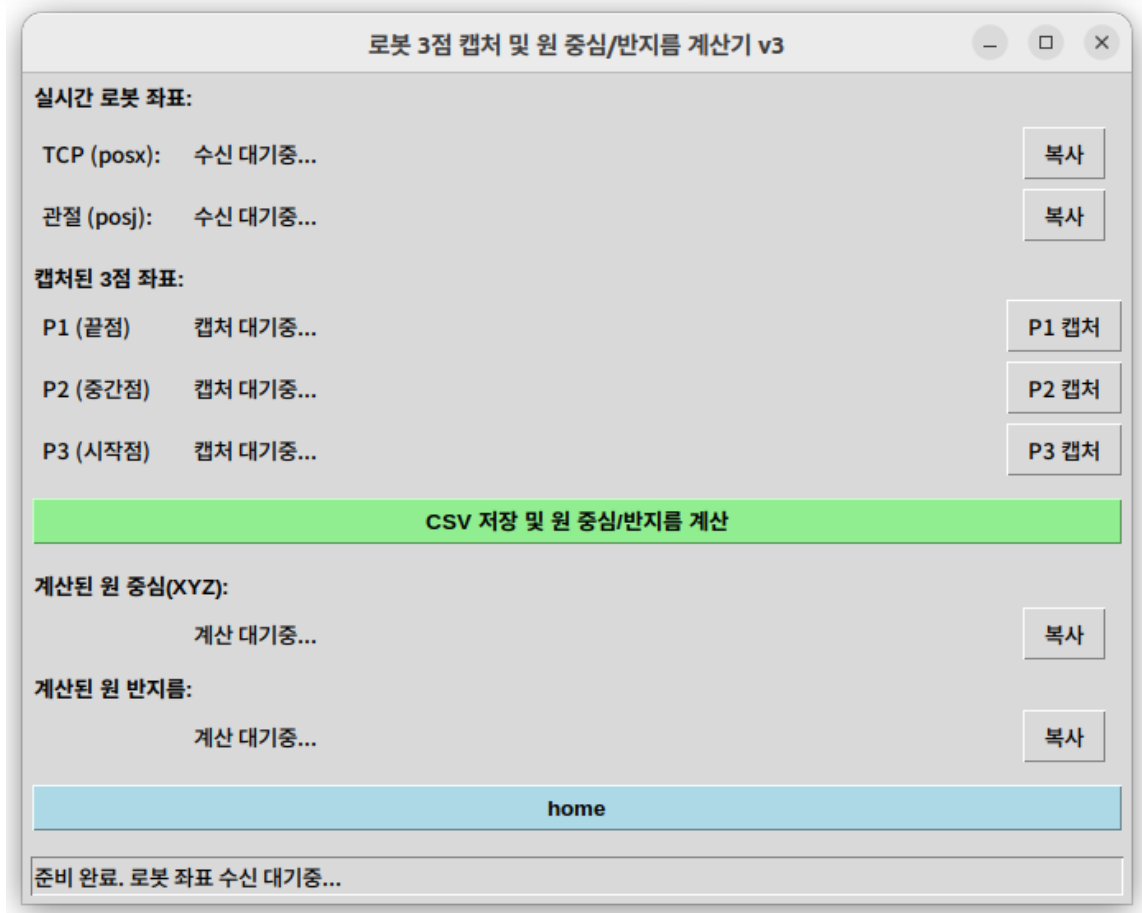 로봇 3점 캡처 및 원 중심/반지름 계산기 v3
실시간 로봇 좌표:
TCP (posx): 수신 대기중... 복사
관절 (posj): 수신 대기중... 복사
캡처된 3점 좌표:
P1 (끝점) 캡처 대기중... P1 캡처
P2 (중간점) 캡처 대기중... P2 캡처
P3 (시작점) 캡처 대기중... P3 캡처
CSV 저장 및 원 중심/반지름 계산
계산된 원 중심(XYZ):
계산 대기중... 복사
계산된 원 반지름:
계산 대기중... 복사
home
준비 완료. 로봇 좌표 수신 대기중...